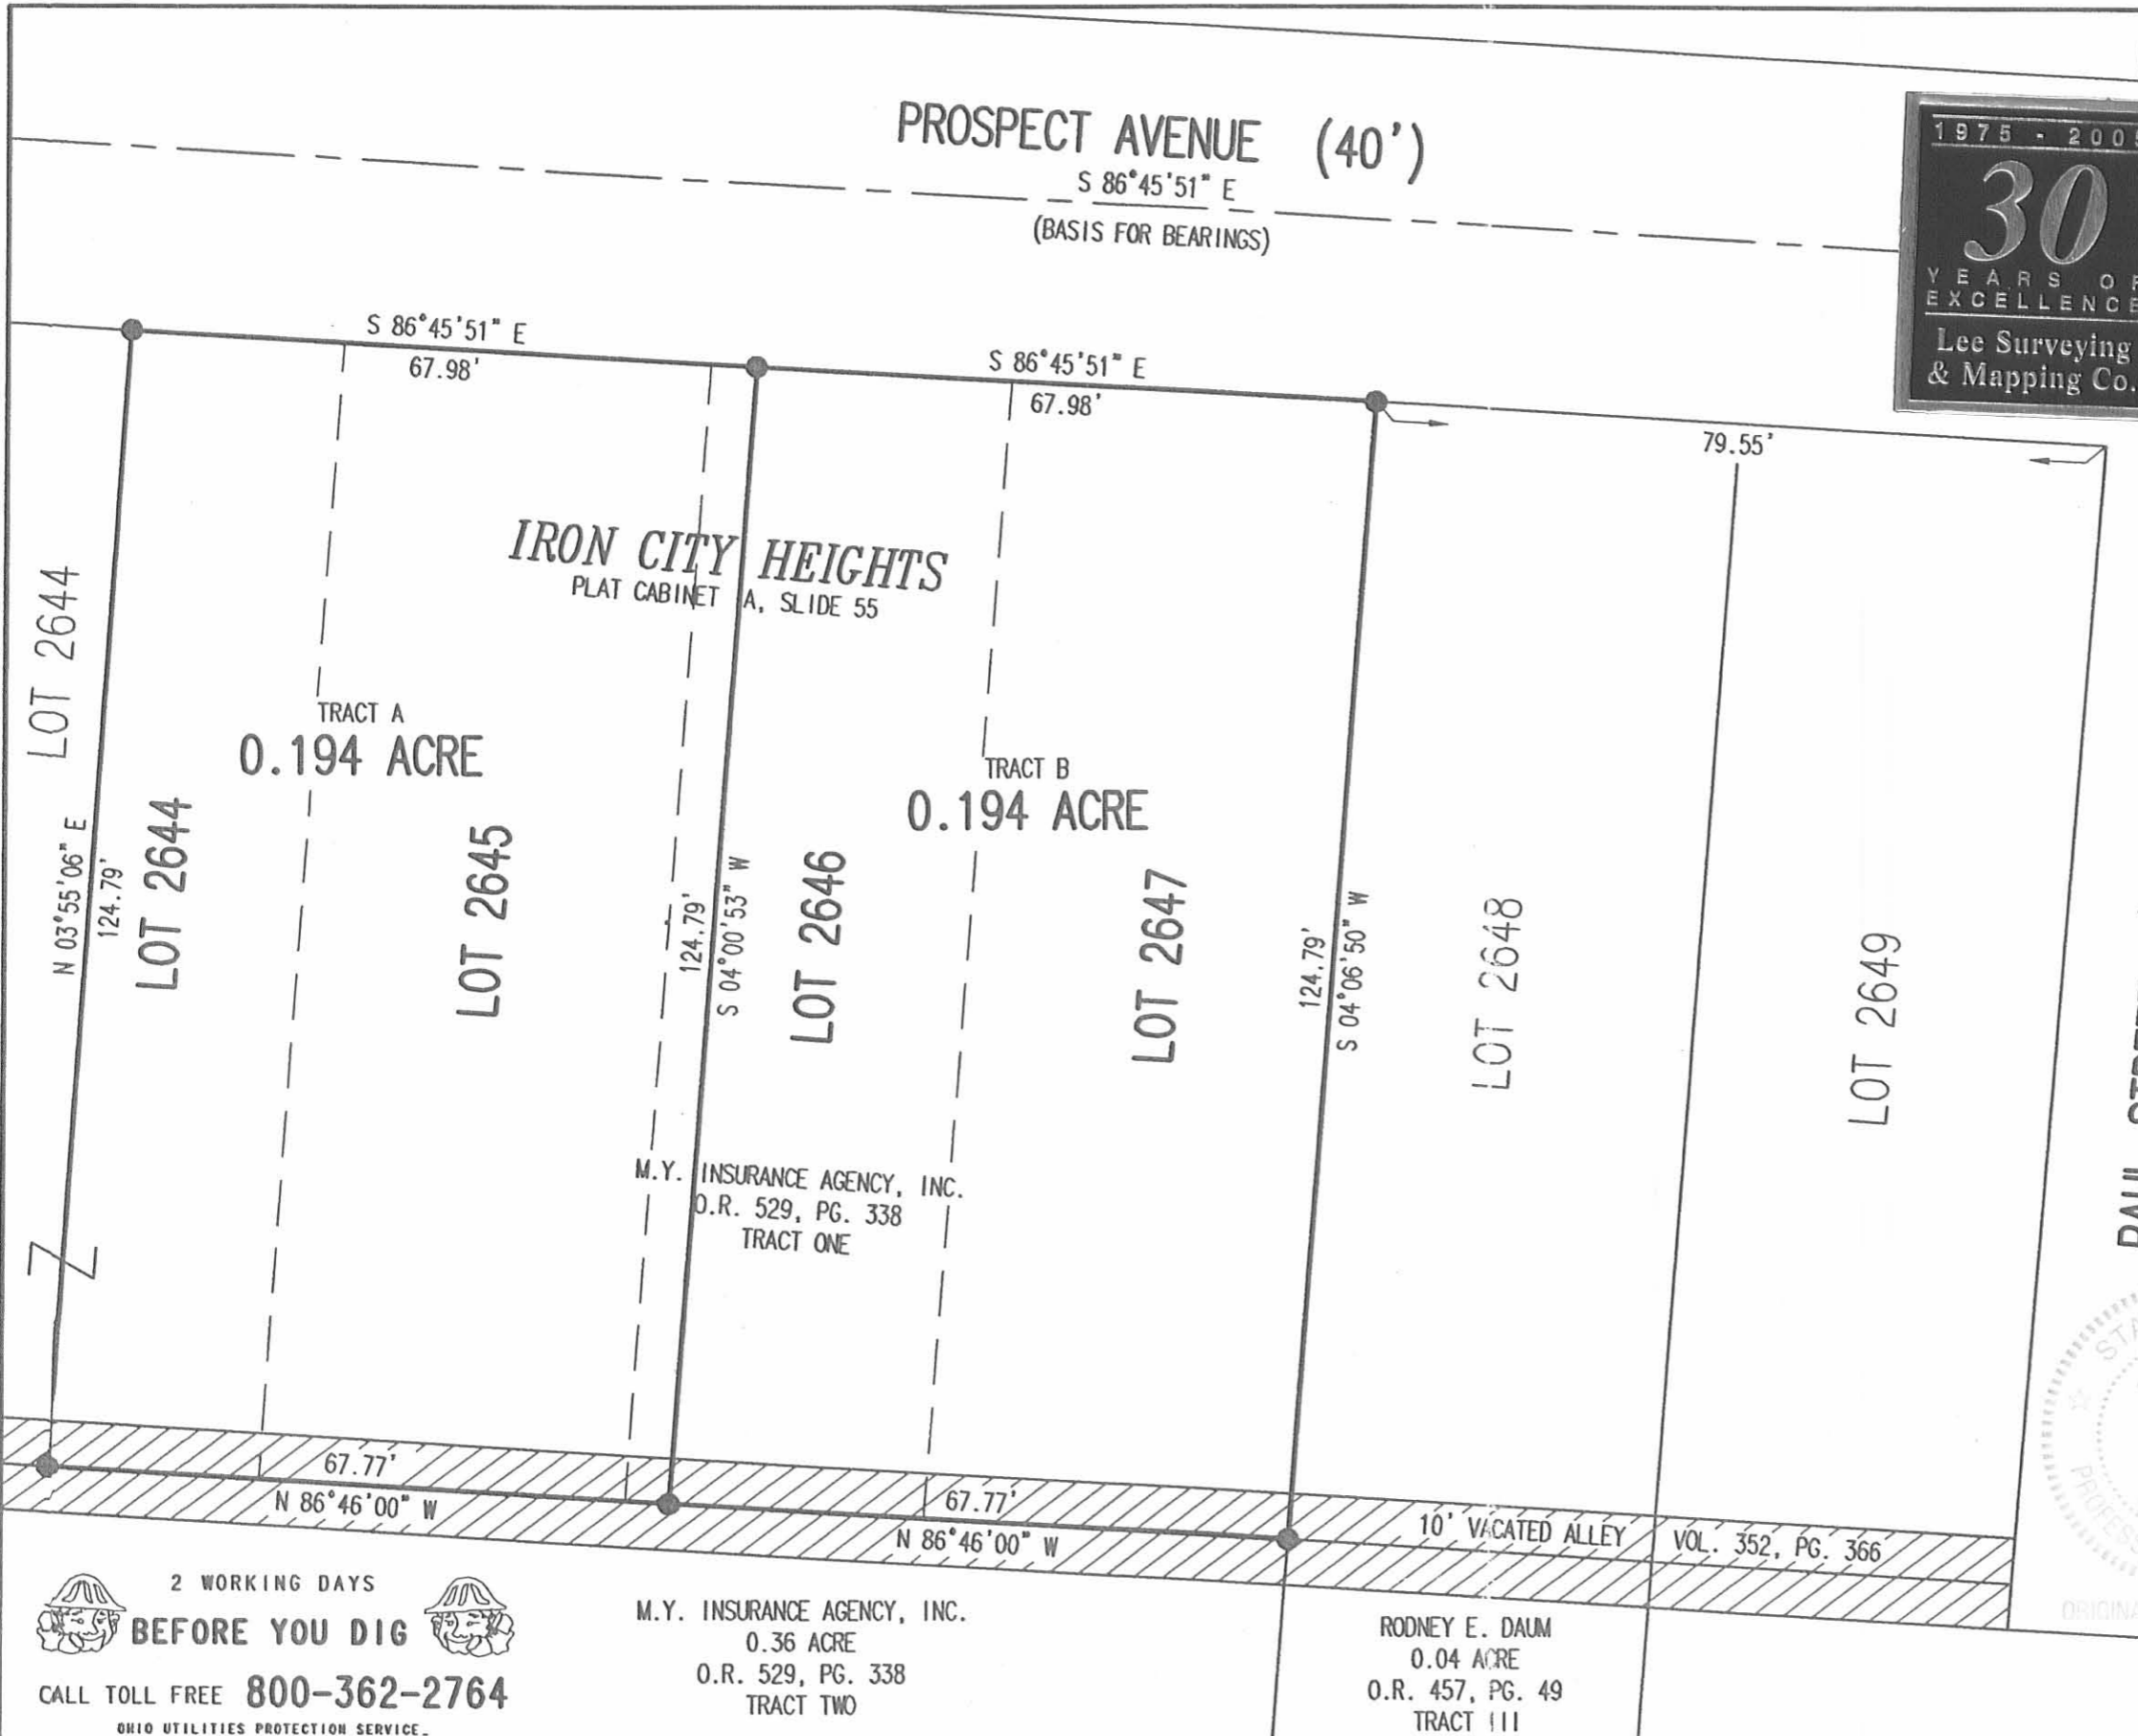 PROSPECT AVENUE (40')
S 86°45'51" E
(BASIS FOR BEARINGS)
1975 - 2005
30
YEARS OF
EXCELLENCE
Lee Surveying
& Mapping Co.
S 86°45'51" E
67.98'
S 86°45'51" E
67.98'
79.55'
IRON CITY HEIGHTS
PLAT CABINET A, SLIDE 55
LOT 2644
TRACT A
0.194 ACRE
TRACT B
0.194 ACRE
N 03°55'06" E
124.79'
LOT 2644
LOT 2645
124.79'
S 04°00'53" W
LOT 2646
LOT 2647
124.79'
S 04°06'50" W
LOT 2648
LOT 2649
M.Y. INSURANCE AGENCY, INC.
O.R. 529, PG. 338
TRACT ONE
67.77'
N 86°46'00" W
67.77'
N 86°46'00" W
10' VACATED ALLEY VOL. 352, PG. 366
2 WORKING DAYS
BEFORE YOU DIG
CALL TOLL FREE 800-362-2764
OHIO UTILITIES PROTECTION SERVICE
M.Y. INSURANCE AGENCY, INC.
0.36 ACRE
O.R. 529, PG. 338
TRACT TWO
RODNEY E. DAUM
0.04 ACRE
O.R. 457, PG. 49
TRACT III